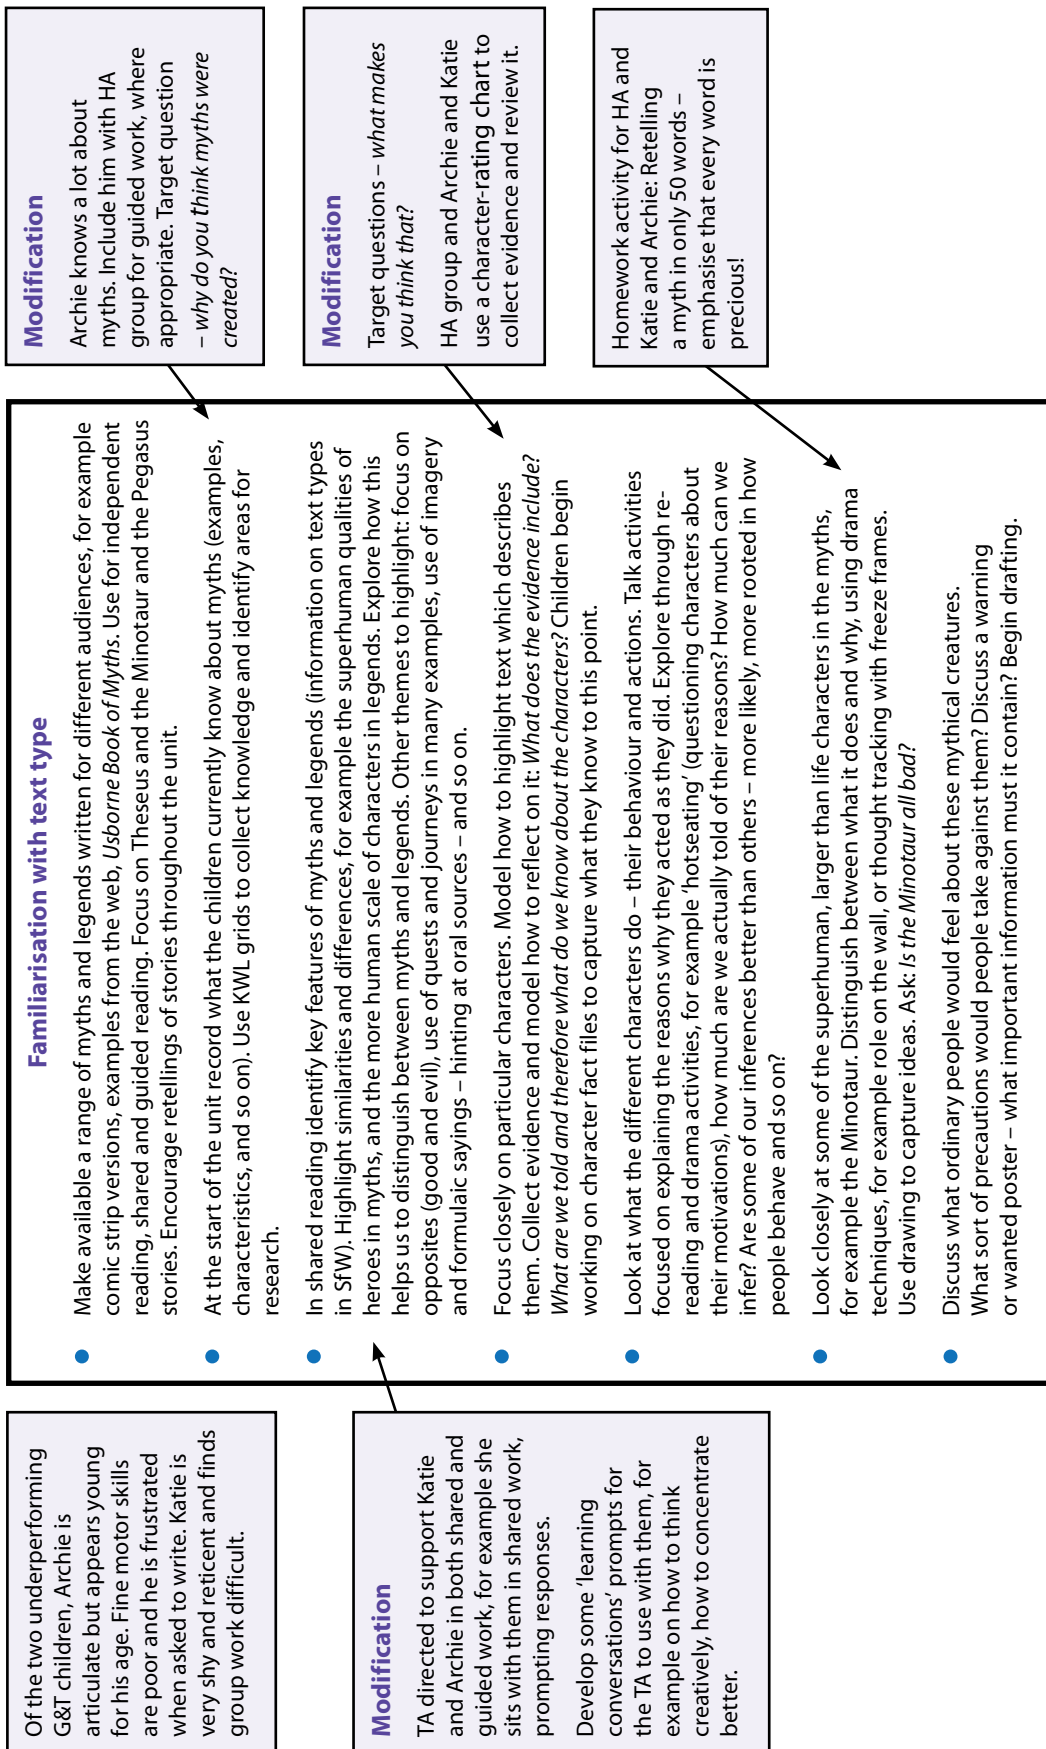 Of the two underperforming
G&T children, Archie is
articulate but appears young
for his age. Fine motor skills
are poor and he is frustrated
when asked to write. Katie is
very shy and reticent and finds
group work difficult.
Modification
TA directed to support Katie
and Archie in both shared and
guided work, for example she
sits with them in shared work,
prompting responses.
Develop some ‘learning
conversations’ prompts for
the TA to use with them, for
example on how to think
creatively, how to concentrate
better.
Familiarisation with text type
● Make available a range of myths and legends written for different audiences, for example
comic strip versions, examples from the web, Usborne Book of Myths. Use for independent
reading, shared and guided reading. Focus on Theseus and the Minotaur and the Pegasus
stories. Encourage retellings of stories throughout the unit.
● At the start of the unit record what the children currently know about myths (examples,
characteristics, and so on). Use KWL grids to collect knowledge and identify areas for
research.
● In shared reading identify key features of myths and legends (information on text types
in SfW). Highlight similarities and differences, for example the superhuman qualities of
heroes in myths, and the more human scale of characters in legends. Explore how this
helps us to distinguish between myths and legends. Other themes to highlight: focus on
opposites (good and evil), use of quests and journeys in many examples, use of imagery
and formulaic sayings – hinting at oral sources – and so on.
● Focus closely on particular characters. Model how to highlight text which describes
them. Collect evidence and model how to reflect on it: What does the evidence include?
What are we told and therefore what do we know about the characters? Children begin
working on character fact files to capture what they know to this point.
● Look at what the different characters do – their behaviour and actions. Talk activities
focused on explaining the reasons why they acted as they did. Explore through re-
reading and drama activities, for example ‘hotseating’ (questioning characters about
their motivations), how much are we actually told of their reasons? How much can we
infer? Are some of our inferences better than others – more likely, more rooted in how
people behave and so on?
● Look closely at some of the superhuman, larger than life characters in the myths,
for example the Minotaur. Distinguish between what it does and why, using drama
techniques, for example role on the wall, or thought tracking with freeze frames.
Use drawing to capture ideas. Ask: Is the Minotaur all bad?
● Discuss what ordinary people would feel about these mythical creatures.
What sort of precautions would people take against them? Discuss a warning
or wanted poster – what important information must it contain? Begin drafting.
Modification
Archie knows a lot about
myths. Include him with HA
group for guided work, where
appropriate. Target question
– why do you think myths were
created?
Modification
Target questions – what makes
you think that?
HA group and Archie and Katie
use a character-rating chart to
collect evidence and review it.
Homework activity for HA and
Katie and Archie: Retelling
a myth in only 50 words –
emphasise that every word is
precious!